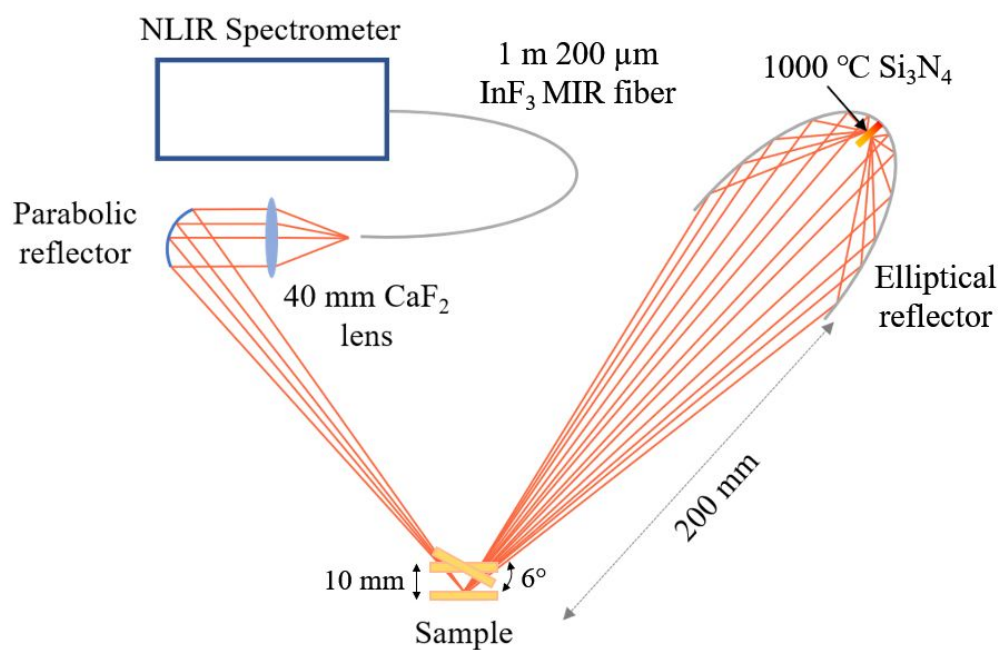 NLIR Spectrometer
1 m 200 µm
InF₃ MIR fiber
1000 °C Si₃N₄
Parabolic
reflector
40 mm CaF₂
lens
Elliptical
reflector
200 mm
10 mm
6°
Sample